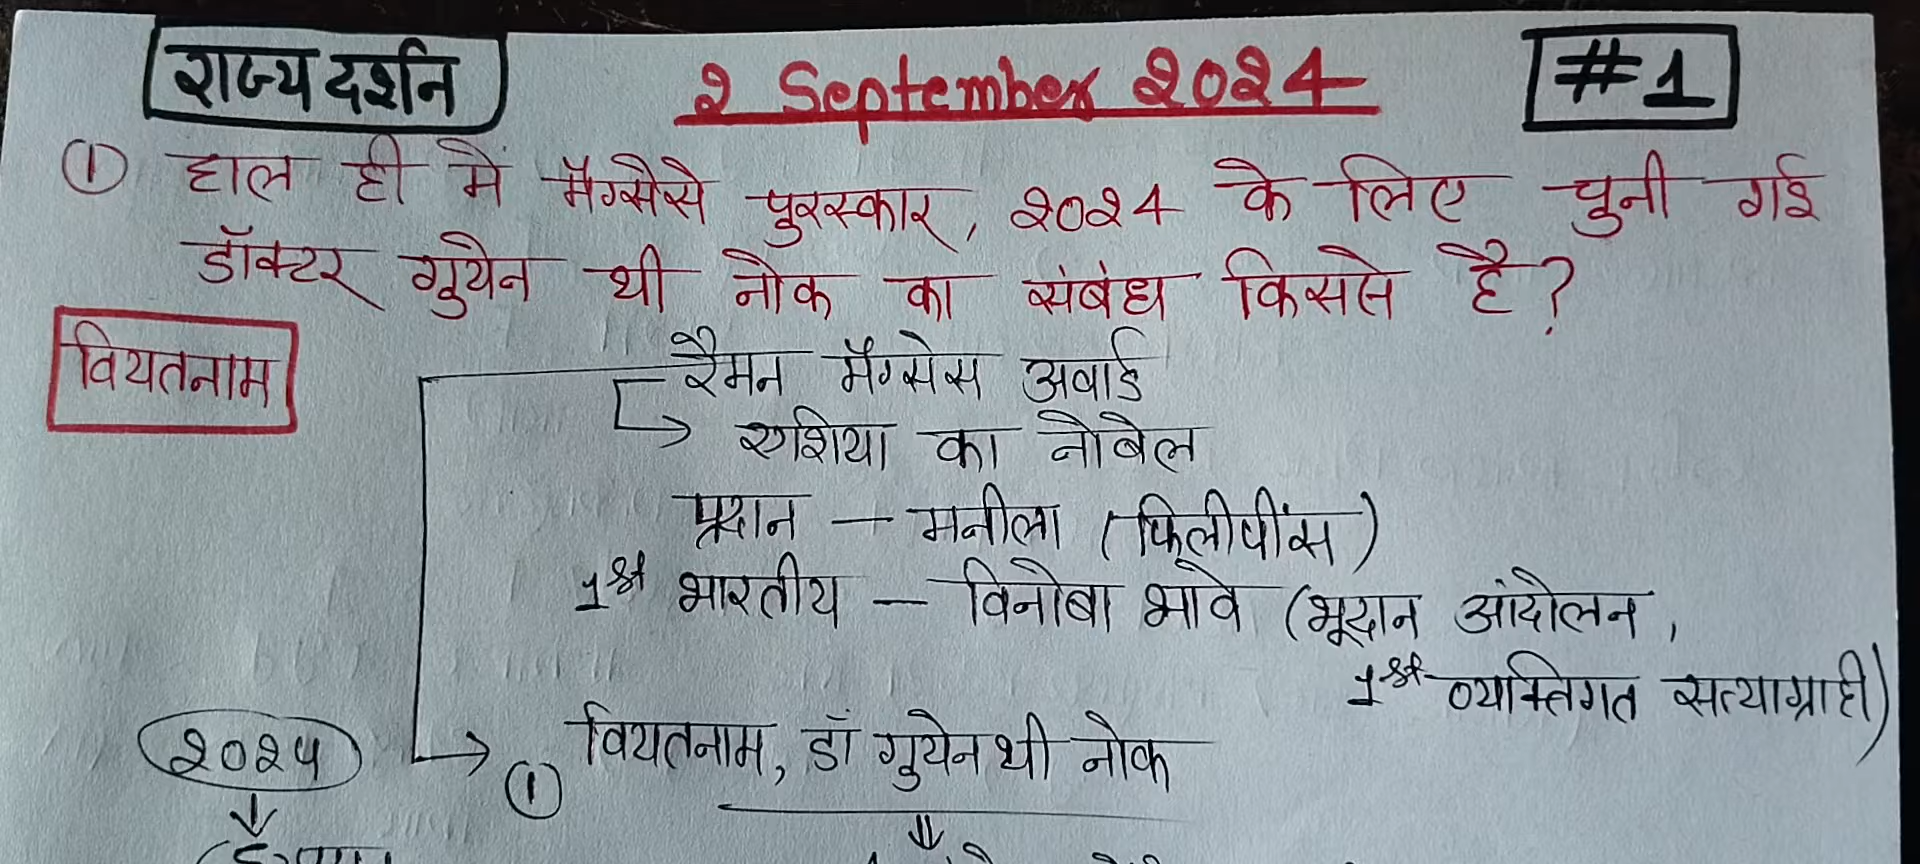 राज्य दर्शन
2 September 2024
#1
① हाल ही में मैग्सेसे पुरस्कार, 2024 के लिए चुनी गई
डॉक्टर गुयेन थी नोक का संबंध किससे है?
वियतनाम
रैमन मैग्सेस अवार्ड
एशिया का नोबेल
प्रदान – मनीला (फिलीपींस)
1st भारतीय – विनोबा भावे (भूदान आंदोलन,
1st व्यक्तिगत सत्याग्राही)
2024
① वियतनाम, डॉ गुयेन थी नोक